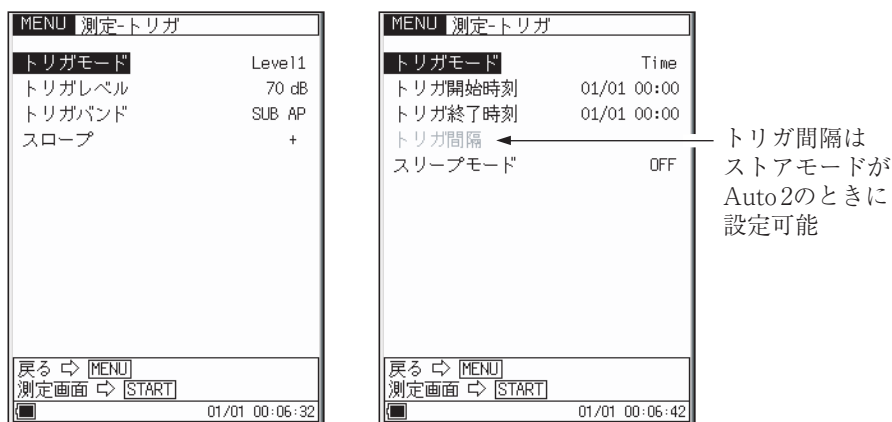 MENU 測定-トリガ
トリガモード Level1
トリガレベル 70 dB
トリガバンド SUB AP
スロープ +
戻る ⇨ MENU
測定画面 ⇨ START
01/01 00:06:32
MENU 測定-トリガ
トリガモード Time
トリガ開始時刻 01/01 00:00
トリガ終了時刻 01/01 00:00
トリガ間隔
スリープモード OFF
戻る ⇨ MENU
測定画面 ⇨ START
01/01 00:06:42
トリガ間隔は
ストアモードが
Auto2のときに
設定可能